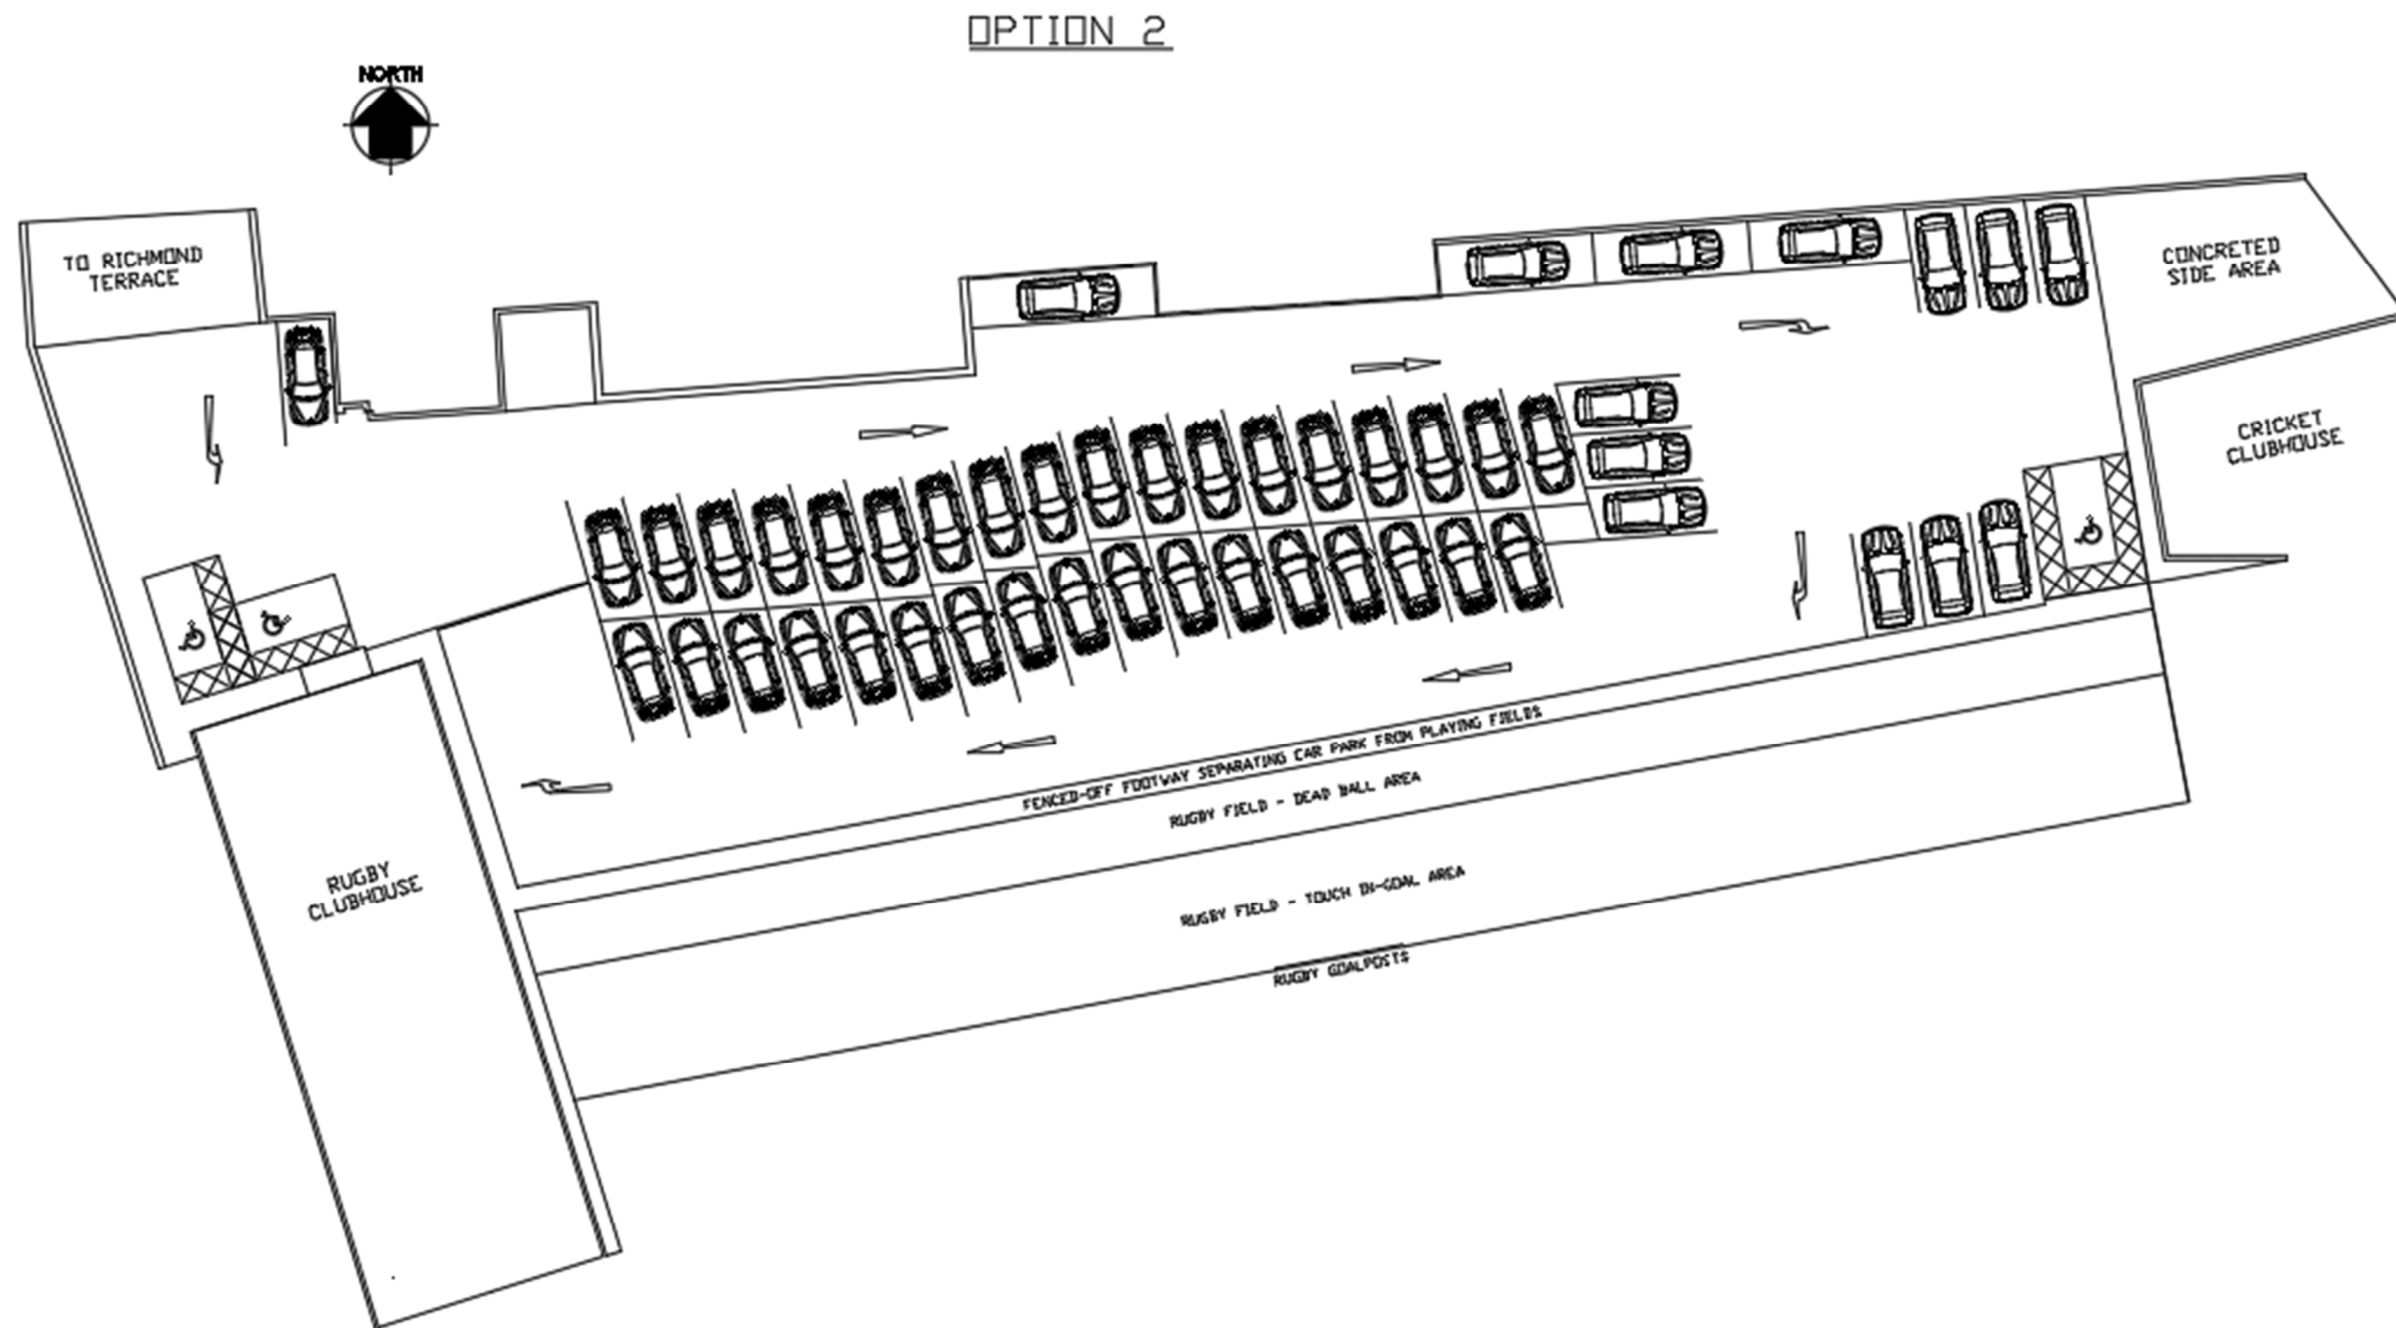 OPTION 2
NORTH
TO RICHMOND
TERRACE
CONCRETED
SIDE AREA
CRICKET
CLUBHOUSE
FENCED-OFF FOOTWAY SEPARATING CAR PARK FROM PLAYING FIELDS
RUGBY FIELD - DEAD BALL AREA
RUGBY
CLUBHOUSE
RUGBY FIELD - TOUCH IN-GOAL AREA
RUGBY GOALPOSTS